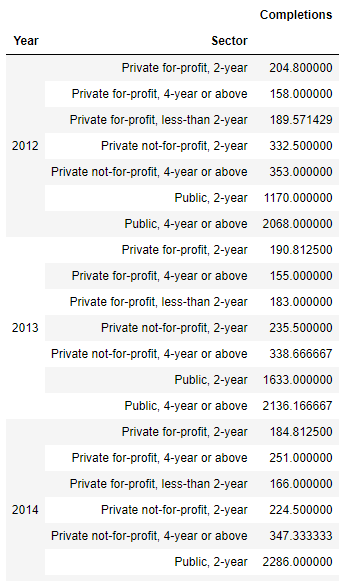 Completions
Year Sector
2012 Private for-profit, 2-year 204.800000
Private for-profit, 4-year or above 158.000000
Private for-profit, less-than 2-year 189.571429
Private not-for-profit, 2-year 332.500000
Private not-for-profit, 4-year or above 353.000000
Public, 2-year 1170.000000
Public, 4-year or above 2068.000000
2013 Private for-profit, 2-year 190.812500
Private for-profit, 4-year or above 155.000000
Private for-profit, less-than 2-year 183.000000
Private not-for-profit, 2-year 235.500000
Private not-for-profit, 4-year or above 338.666667
Public, 2-year 1633.000000
Public, 4-year or above 2136.166667
2014 Private for-profit, 2-year 184.812500
Private for-profit, 4-year or above 251.000000
Private for-profit, less-than 2-year 166.000000
Private not-for-profit, 2-year 224.500000
Private not-for-profit, 4-year or above 347.333333
Public, 2-year 2286.000000